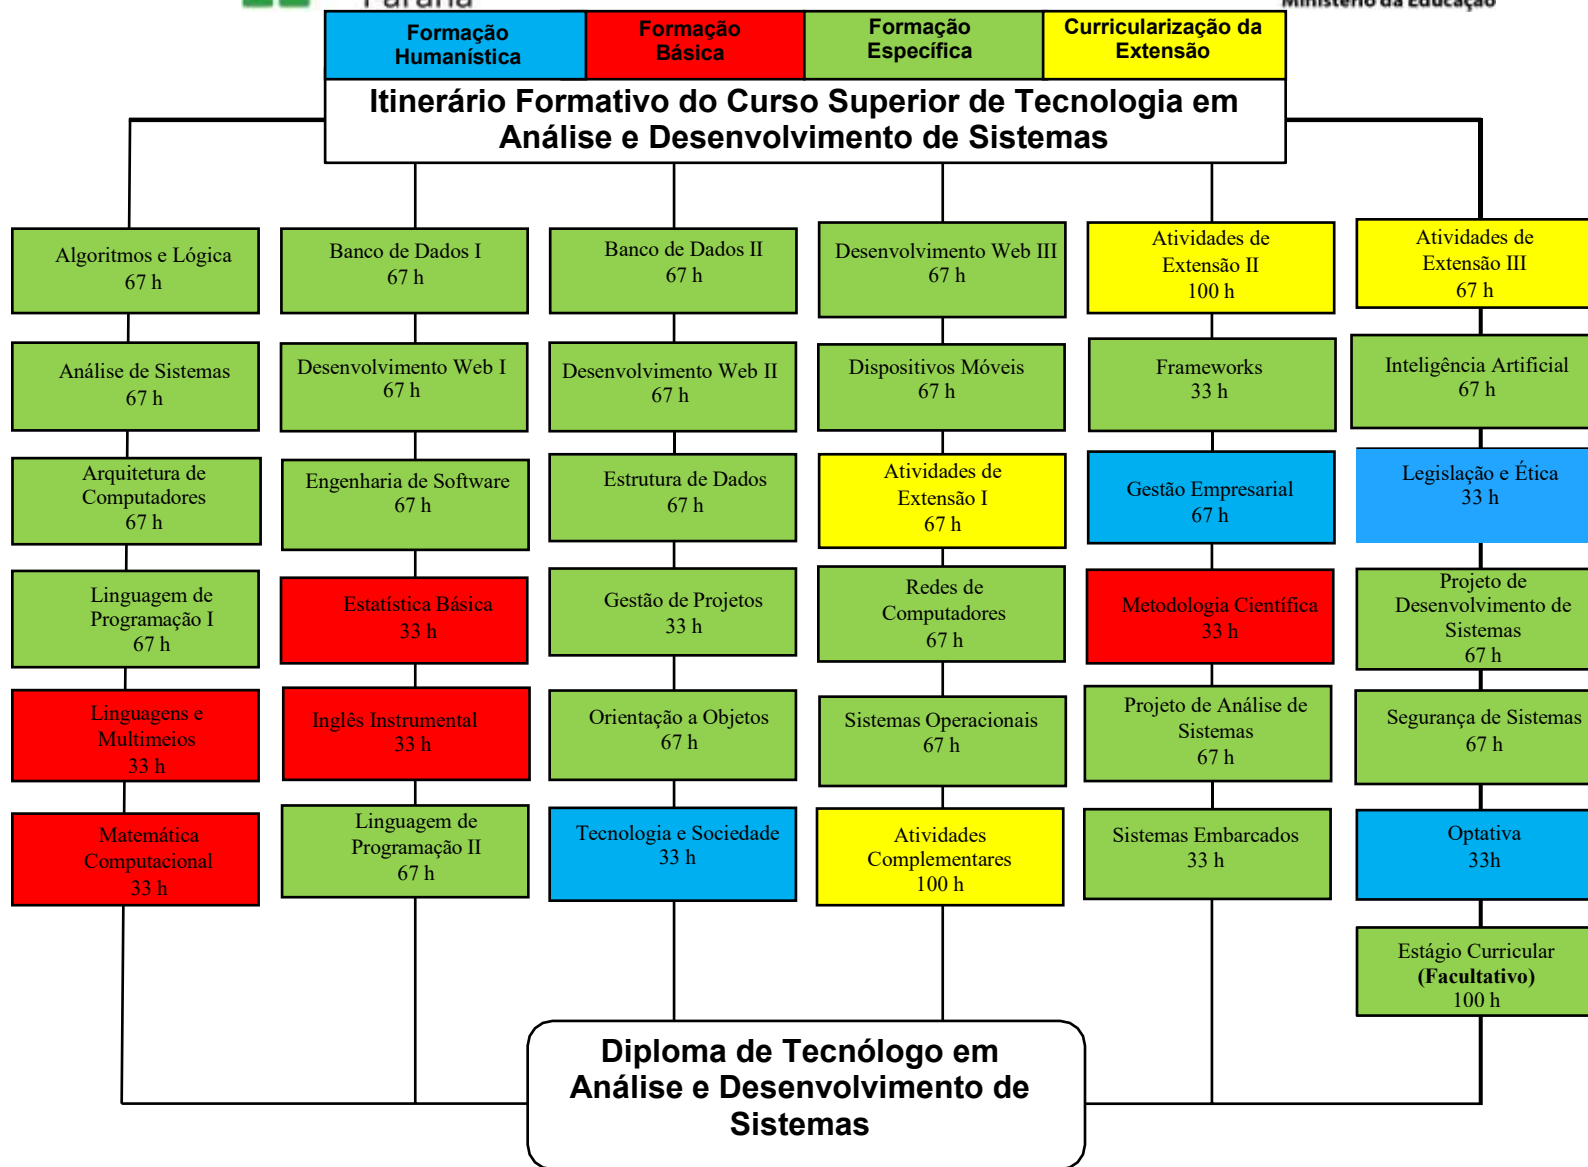 Paraná
Ministério da Educação
Formação
Humanística
Formação
Básica
Formação
Específica
Curricularização da
Extensão
Itinerário Formativo do Curso Superior de Tecnologia em
Análise e Desenvolvimento de Sistemas
Algoritmos e Lógica
67 h
Análise de Sistemas
67 h
Arquitetura de
Computadores
67 h
Linguagem de
Programação I
67 h
Linguagens e
Multimeios
33 h
Matemática
Computacional
33 h
Banco de Dados I
67 h
Desenvolvimento Web I
67 h
Engenharia de Software
67 h
Estatística Básica
33 h
Inglês Instrumental
33 h
Linguagem de
Programação II
67 h
Banco de Dados II
67 h
Desenvolvimento Web II
67 h
Estrutura de Dados
67 h
Gestão de Projetos
33 h
Orientação a Objetos
67 h
Tecnologia e Sociedade
33 h
Desenvolvimento Web III
67 h
Dispositivos Móveis
67 h
Atividades de
Extensão I
67 h
Redes de
Computadores
67 h
Sistemas Operacionais
67 h
Atividades
Complementares
100 h
Atividades de
Extensão II
100 h
Frameworks
33 h
Gestão Empresarial
67 h
Metodologia Científica
33 h
Projeto de Análise de
Sistemas
67 h
Sistemas Embarcados
33 h
Atividades de
Extensão III
67 h
Inteligência Artificial
67 h
Legislação e Ética
33 h
Projeto de
Desenvolvimento de
Sistemas
67 h
Segurança de Sistemas
67 h
Optativa
33h
Estágio Curricular
(Facultativo)
100 h
Diploma de Tecnólogo em
Análise e Desenvolvimento de
Sistemas